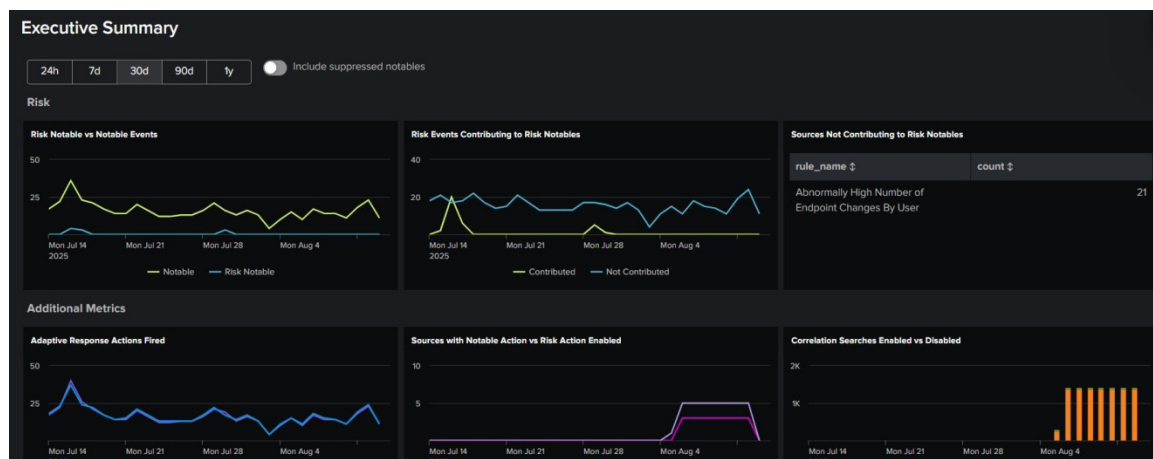 Executive Summary
24h 7d 30d 90d 1y Include suppressed notables
Risk
Risk Notable vs Notable Events
50
25
Mon Jul 14 Mon Jul 21 Mon Jul 28 Mon Aug 4
2025
Notable Risk Notable
Risk Events Contributing to Risk Notables
40
20
Mon Jul 14 Mon Jul 21 Mon Jul 28 Mon Aug 4
2025
Contributed Not Contributed
Sources Not Contributing to Risk Notables
rule_name count
Abnormally High Number of 21
Endpoint Changes By User
Additional Metrics
Adaptive Response Actions Fired
50
25
Mon Jul 14 Mon Jul 21 Mon Jul 28 Mon Aug 4
Sources with Notable Action vs Risk Action Enabled
10
5
Mon Jul 14 Mon Jul 21 Mon Jul 28 Mon Aug 4
Correlation Searches Enabled vs Disabled
2K
1K
Mon Jul 14 Mon Jul 21 Mon Jul 28 Mon Aug 4